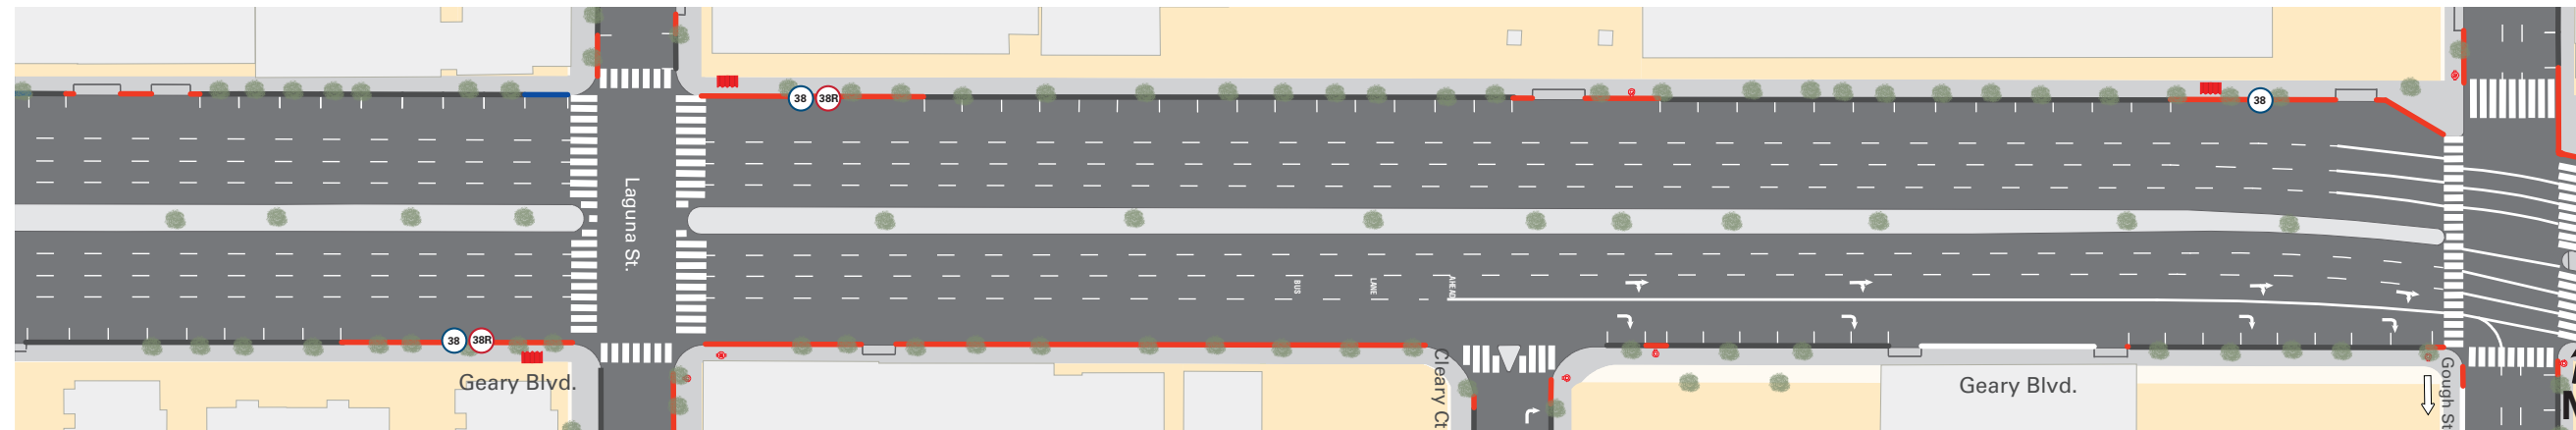 38 38R
38
Laguna St.
BUS
LANE
AHEAD
38 38R
Geary Blvd.
Cleary Ct
Geary Blvd.
Gough St